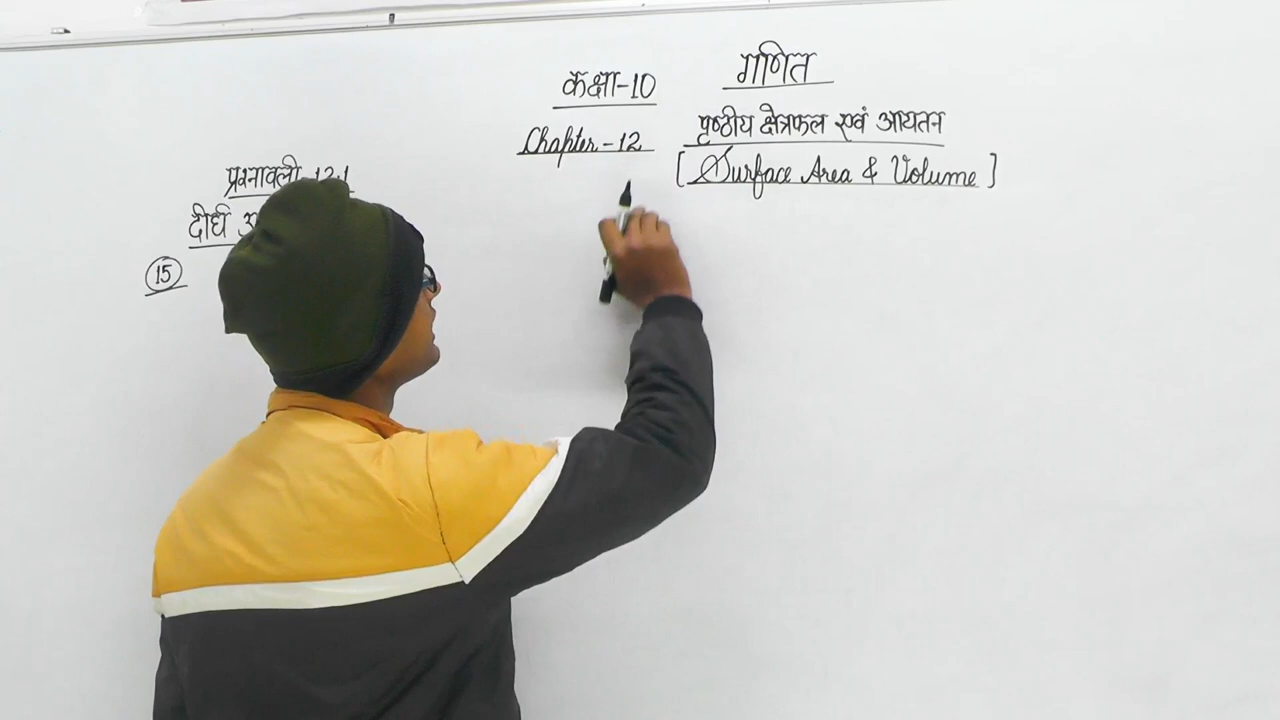 गणित
कक्षा-10
पृष्ठीय क्षेत्रफल एवं आयतन
Chapter-12
[Surface Area & Volume]
प्रश्नावली-12.1
दीर्घ
15